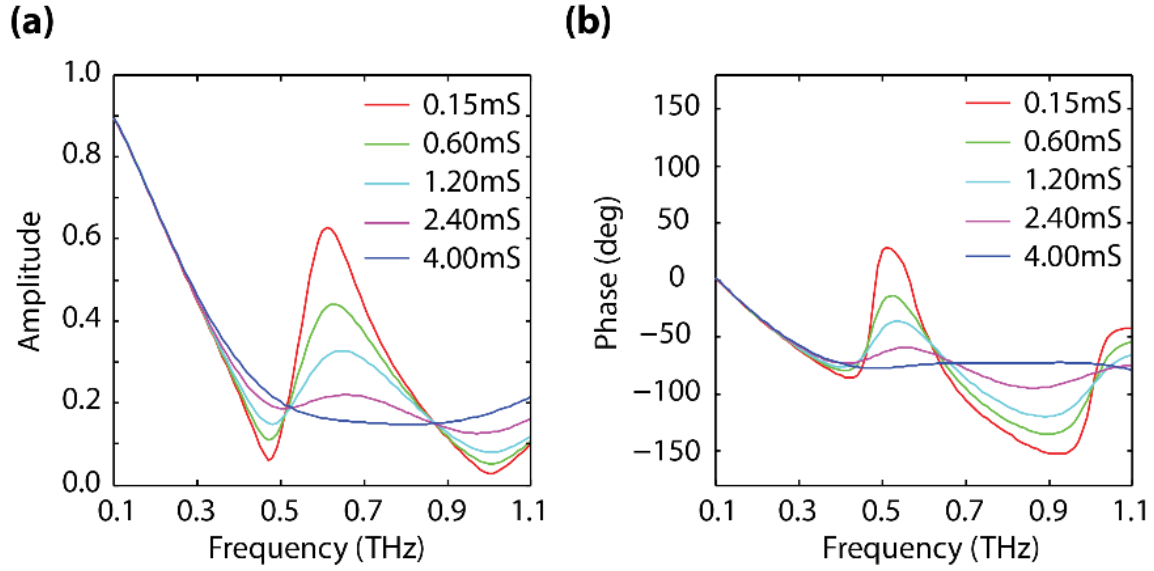 (a)
1.0
0.8
0.6
0.4
0.2
0.0
Amplitude
0.15mS
0.60mS
1.20mS
2.40mS
4.00mS
0.1 0.3 0.5 0.7 0.9 1.1
Frequency (THz)
(b)
150
100
50
0
−50
−100
−150
Phase (deg)
0.15mS
0.60mS
1.20mS
2.40mS
4.00mS
0.1 0.3 0.5 0.7 0.9 1.1
Frequency (THz)